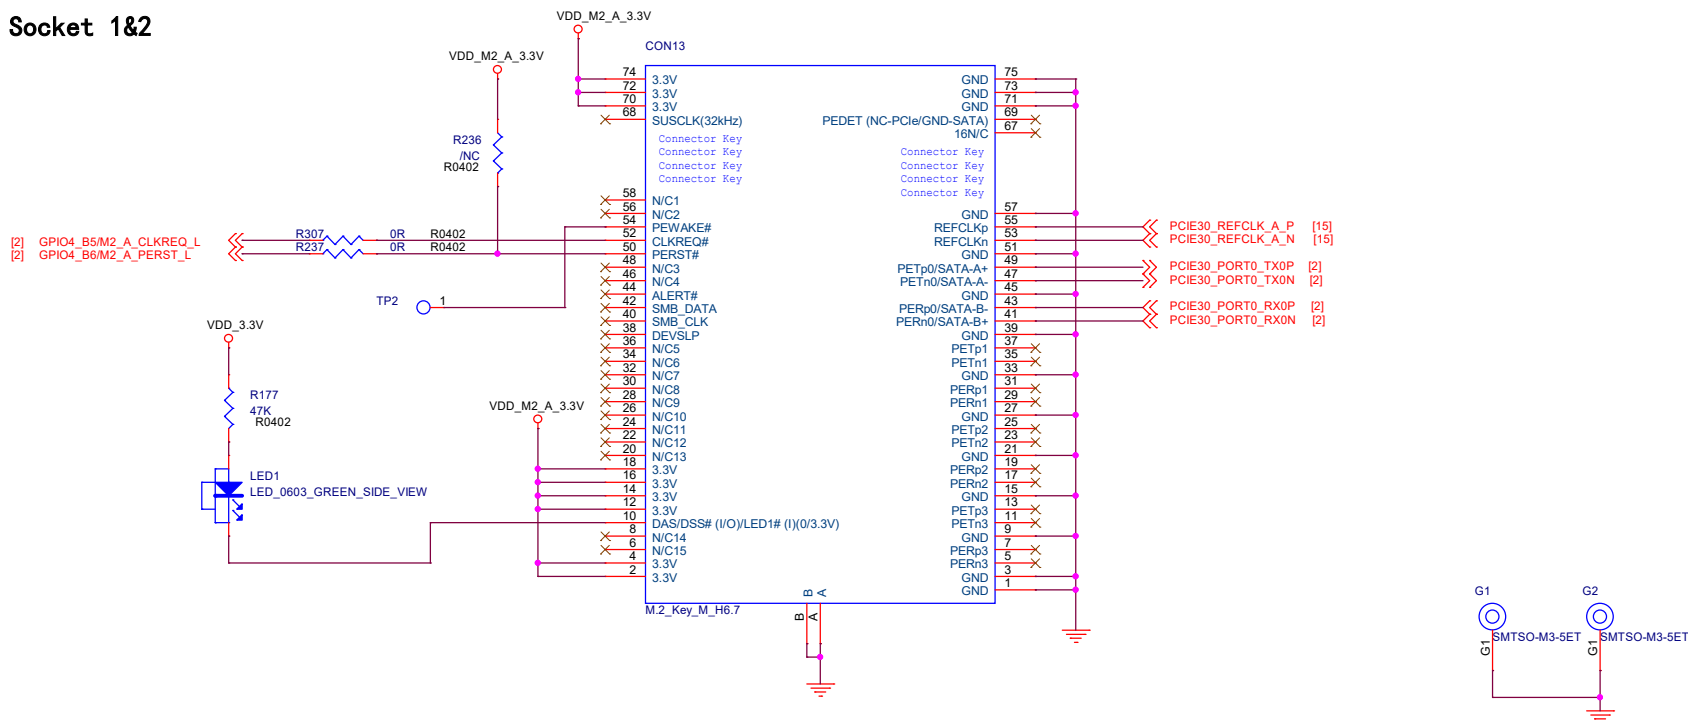 Socket 1&2
VDD_M2_A_3.3V
VDD_M2_A_3.3V
CON13
R236
/NC
R0402
74 3.3V GND 75
72 3.3V GND 73
70 3.3V GND 71
68 SUSCLK(32kHz) PEDET (NC-PCIe/GND-SATA) 69
16N/C 67
Connector Key
Connector Key Connector Key
Connector Key Connector Key
Connector Key Connector Key
Connector Key
58 N/C1
56 N/C2 GND 57
54 PEWAKE# REFCLKp 55 PCIE30_REFCLK_A_P [15]
[2] GPIO4_B5/M2_A_CLKREQ_L R307 0R R0402 52 CLKREQ# REFCLKn 53 PCIE30_REFCLK_A_N [15]
[2] GPIO4_B6/M2_A_PERST_L R237 0R R0402 50 PERST# GND 51
48 N/C3 PETp0/SATA-A+ 49 PCIE30_PORT0_TX0P [2]
46 N/C4 PETn0/SATA-A- 47 PCIE30_PORT0_TX0N [2]
44 ALERT# GND 45
TP2 1 42 SMB_DATA PERp0/SATA-B- 43 PCIE30_PORT0_RX0P [2]
40 SMB_CLK PERn0/SATA-B+ 41 PCIE30_PORT0_RX0N [2]
38 DEVSLP GND 39
36 N/C5 PETp1 37
34 N/C6 PETn1 35
32 N/C7 GND 33
30 N/C8 PERp1 31
28 N/C9 PERn1 29
26 N/C10 GND 27
24 N/C11 PETp2 25
22 N/C12 PETn2 23
20 N/C13 GND 21
18 3.3V PERp2 19
16 3.3V PERn2 17
14 3.3V GND 15
12 3.3V PETp3 13
10 DAS/DSS# (I/O)/LED1# (I)(0/3.3V) PETn3 11
8 N/C14 GND 9
6 N/C15 PERp3 7
4 3.3V PERn3 5
2 3.3V GND 3
GND 1
VDD_3.3V
R177
47K
R0402
VDD_M2_A_3.3V
LED1
LED_0603_GREEN_SIDE_VIEW
B A
B A
M.2_Key_M_H6.7
G1 G2
SMTSO-M3-5ET SMTSO-M3-5ET
G1 G1